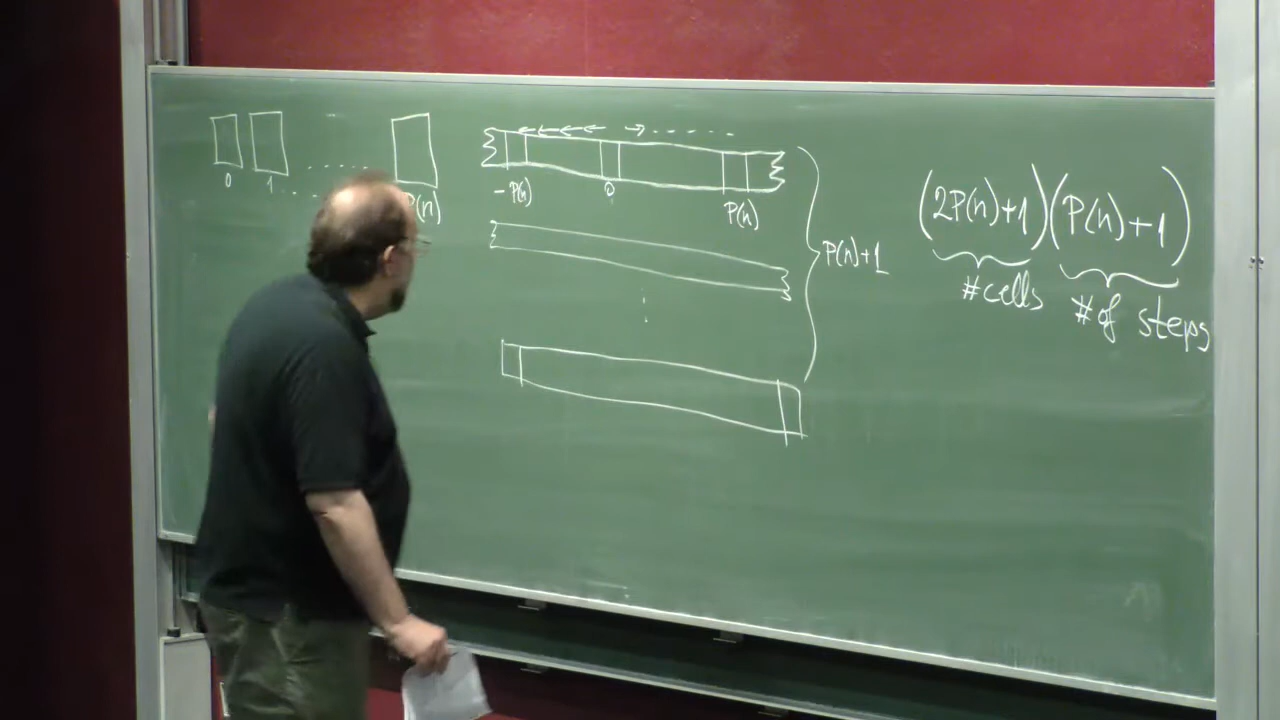 0 1 P(n)
-P(n) 0 P(n)
P(n)+1
(2P(n)+1)(P(n)+1)
#cells
# of steps